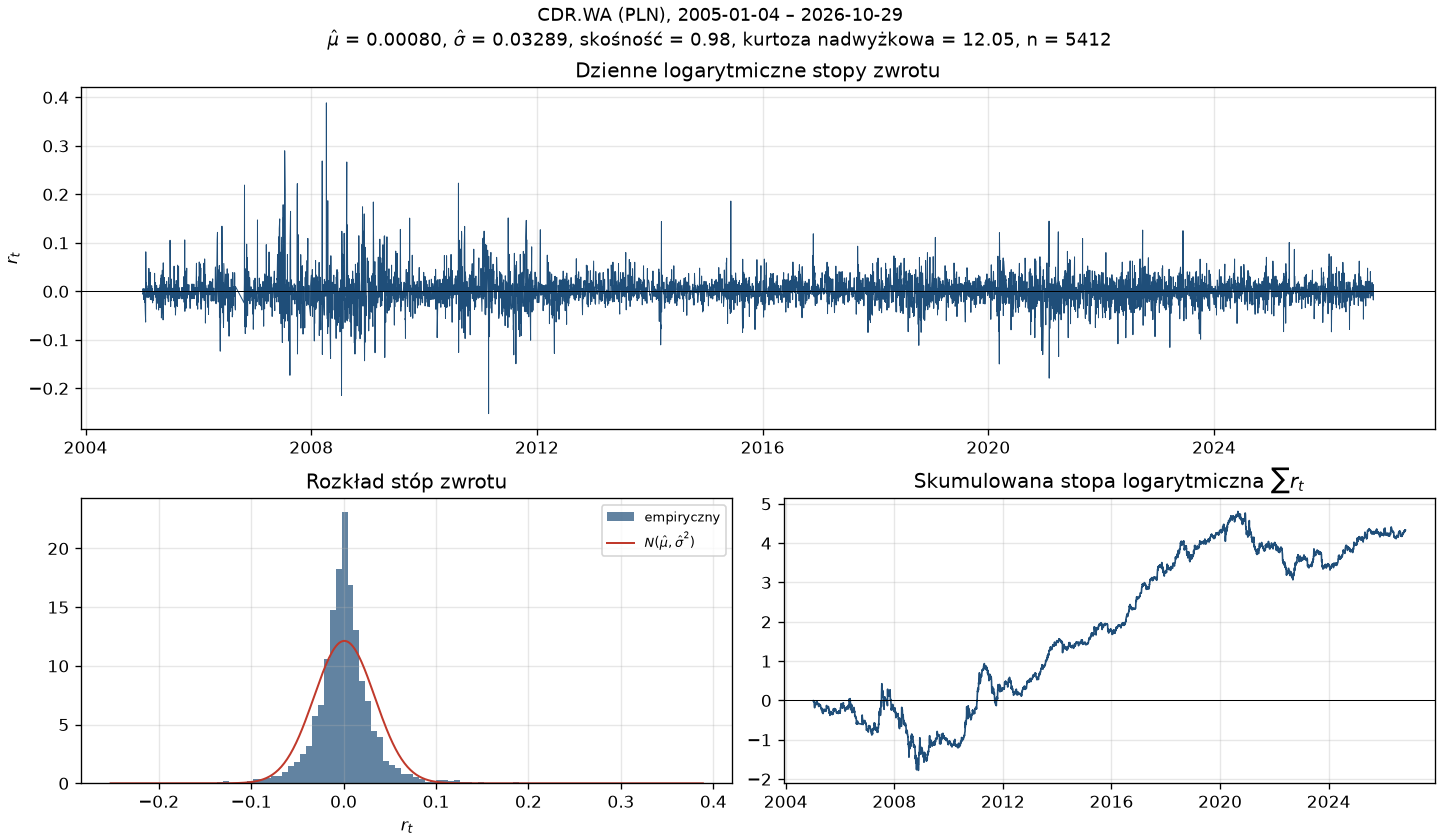 CDR.WA (PLN), 2005-01-04 – 2026-10-29
μ̂ = 0.00080, σ̂ = 0.03289, skośność = 0.98, kurtoza nadwyżkowa = 12.05, n = 5412
Dzienne logarytmiczne stopy zwrotu
0.4
0.3
0.2
0.1
0.0
−0.1
−0.2
r_t
2004 2008 2012 2016 2020 2024
Rozkład stóp zwrotu
empiryczny
N(μ̂, σ̂²)
20
15
10
5
0
−0.2 −0.1 0.0 0.1 0.2 0.3 0.4
r_t
Skumulowana stopa logarytmiczna ∑r_t
5
4
3
2
1
0
−1
−2
2004 2008 2012 2016 2020 2024